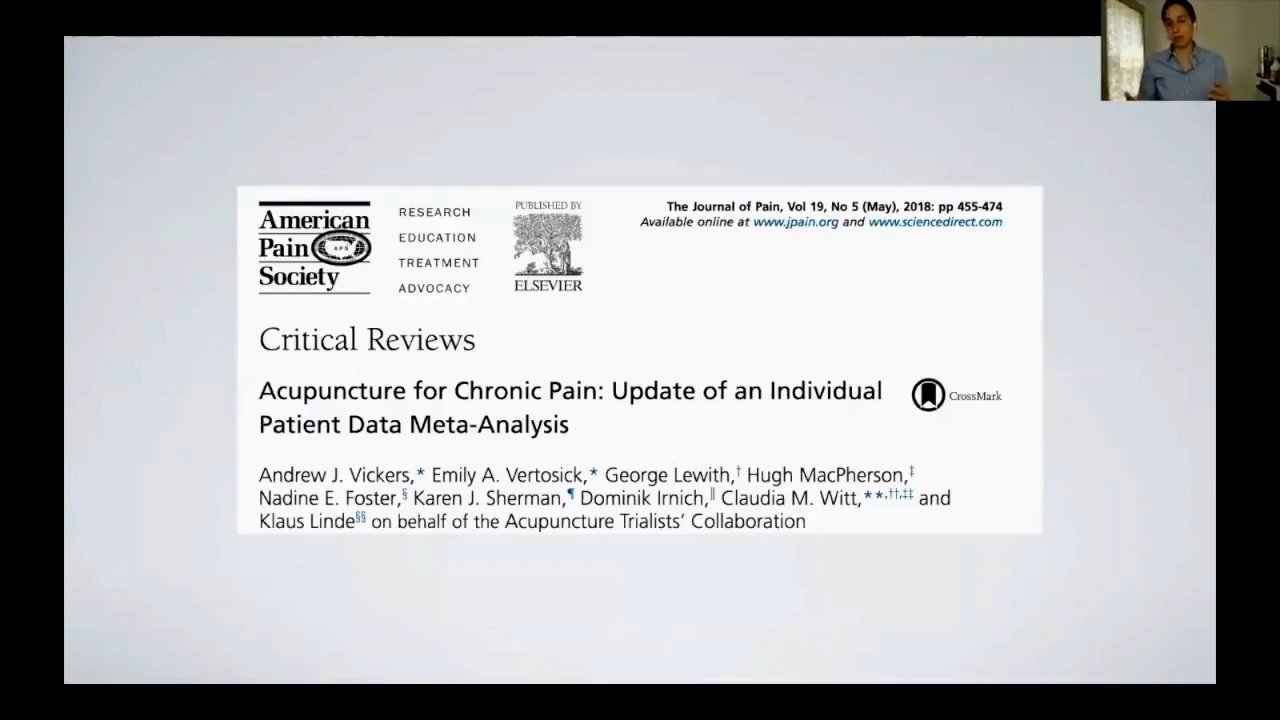 American
Pain
Society
APS
RESEARCH
EDUCATION
TREATMENT
ADVOCACY
PUBLISHED BY
ELSEVIER
The Journal of Pain, Vol 19, No 5 (May), 2018: pp 455-474
Available online at www.jpain.org and www.sciencedirect.com
Critical Reviews
Acupuncture for Chronic Pain: Update of an Individual
Patient Data Meta-Analysis
CrossMark
Andrew J. Vickers,* Emily A. Vertosick,* George Lewith,† Hugh MacPherson,‡
Nadine E. Foster,§ Karen J. Sherman,¶ Dominik Irnich,‖ Claudia M. Witt,**,††,‡‡ and
Klaus Linde§§ on behalf of the Acupuncture Trialists' Collaboration